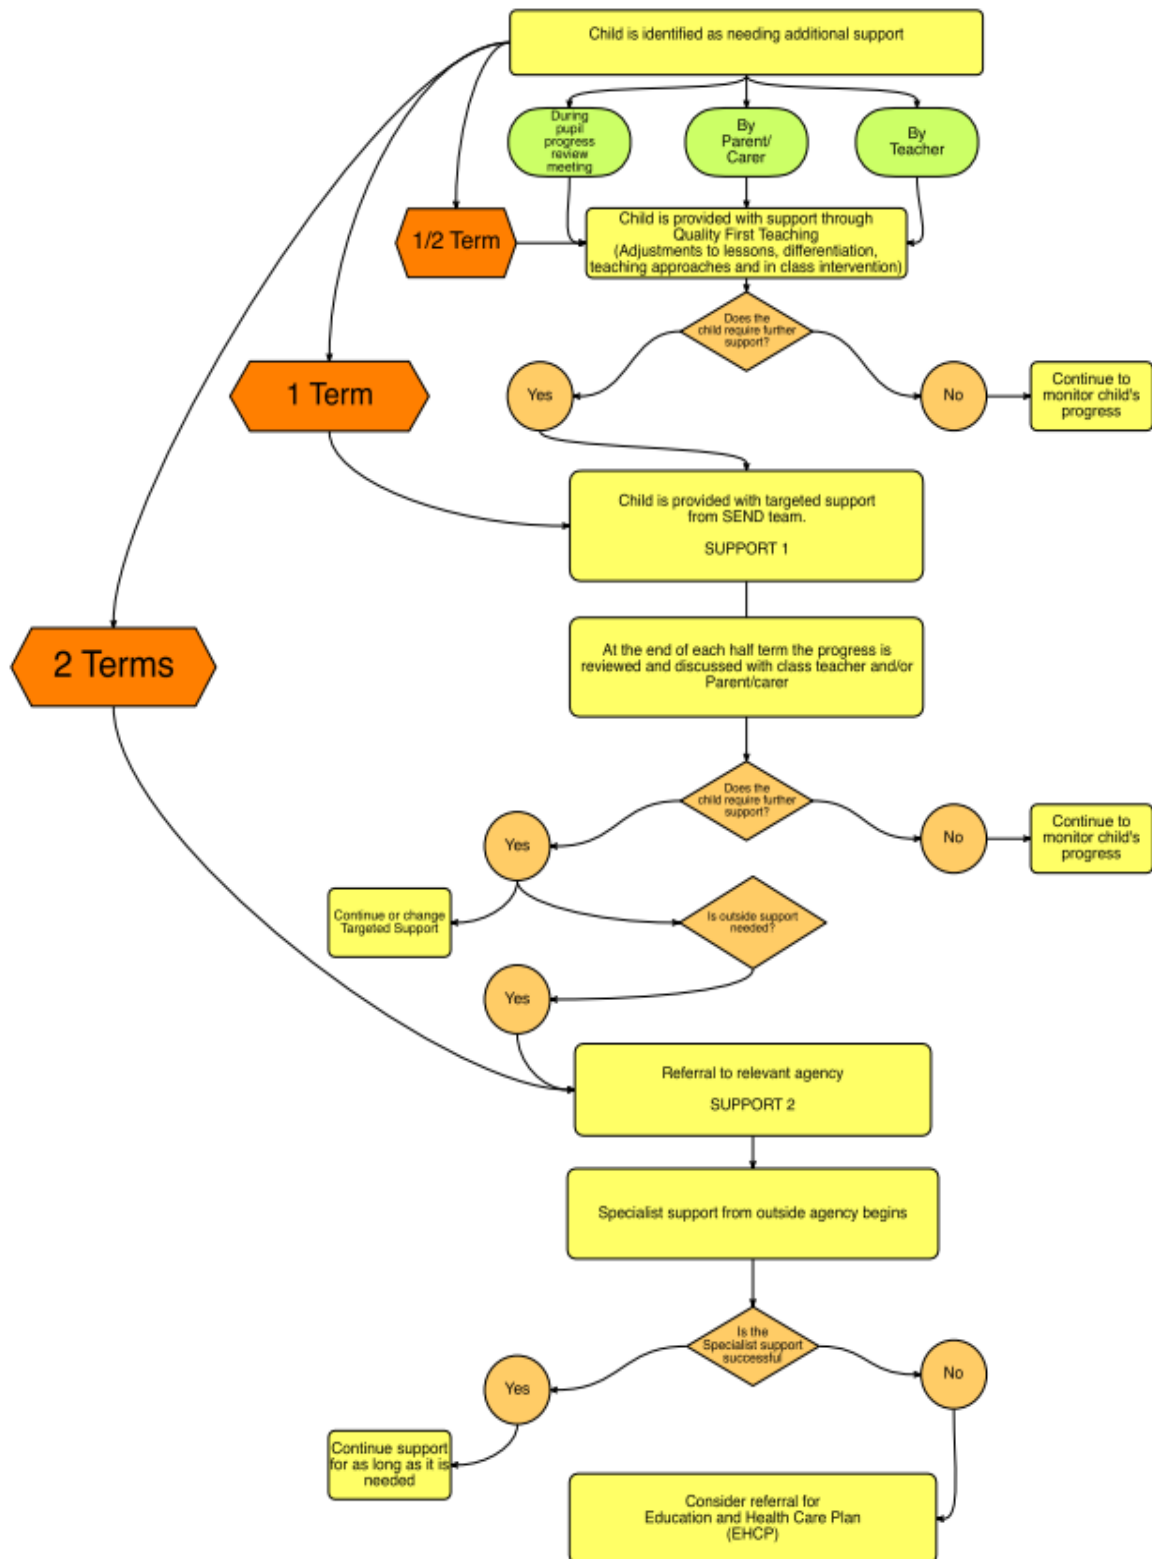 Child is identified as needing additional support
During
pupil
progress
review
meeting
By
Parent/
Carer
By
Teacher
1/2 Term
Child is provided with support through
Quality First Teaching
(Adjustments to lessons, differentiation,
teaching approaches and in class intervention)
Does the
child require further
support?
1 Term
Yes
No
Continue to
monitor child's
progress
Child is provided with targeted support
from SEND team.
SUPPORT 1
2 Terms
At the end of each half term the progress is
reviewed and discussed with class teacher and/or
Parent/carer
Does the
child require further
support?
Yes
No
Continue to
monitor child's
progress
Continue or change
Targeted Support
Is outside support
needed?
Yes
Referral to relevant agency
SUPPORT 2
Specialist support from outside agency begins
Is the
Specialist support
successful
Yes
No
Continue support
for as long as it is
needed
Consider referral for
Education and Health Care Plan
(EHCP)